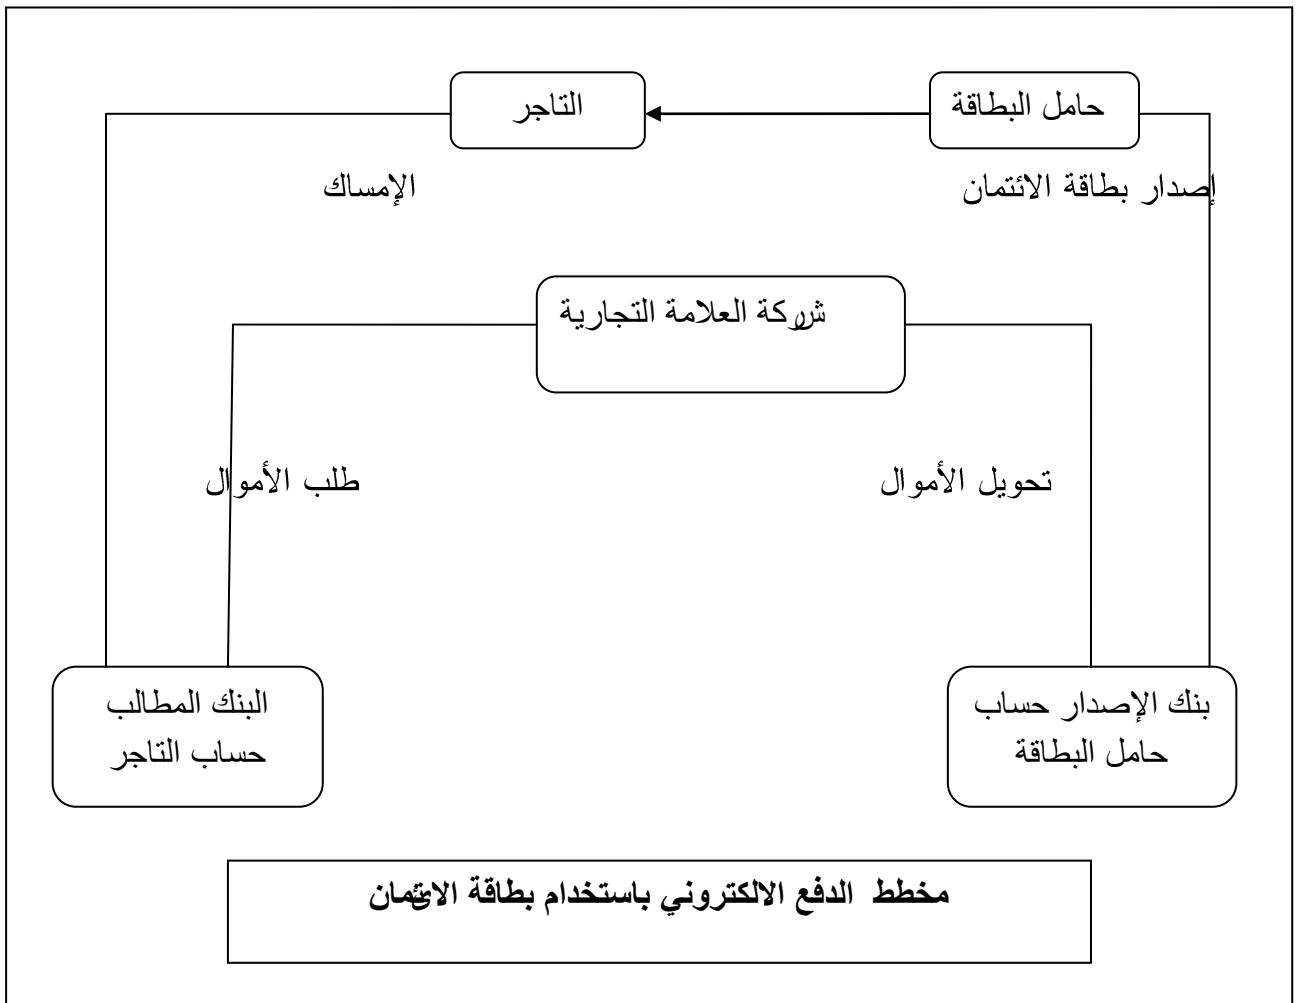 حامل البطاقة
التاجر
إصدار بطاقة الائتمان
الإمساك
شركة العلامة التجارية
تحويل الأموال
طلب الأموال
بنك الإصدار حساب
حامل البطاقة
البنك المطالب
حساب التاجر
مخطط الدفع الالكتروني باستخدام بطاقة الائتمان